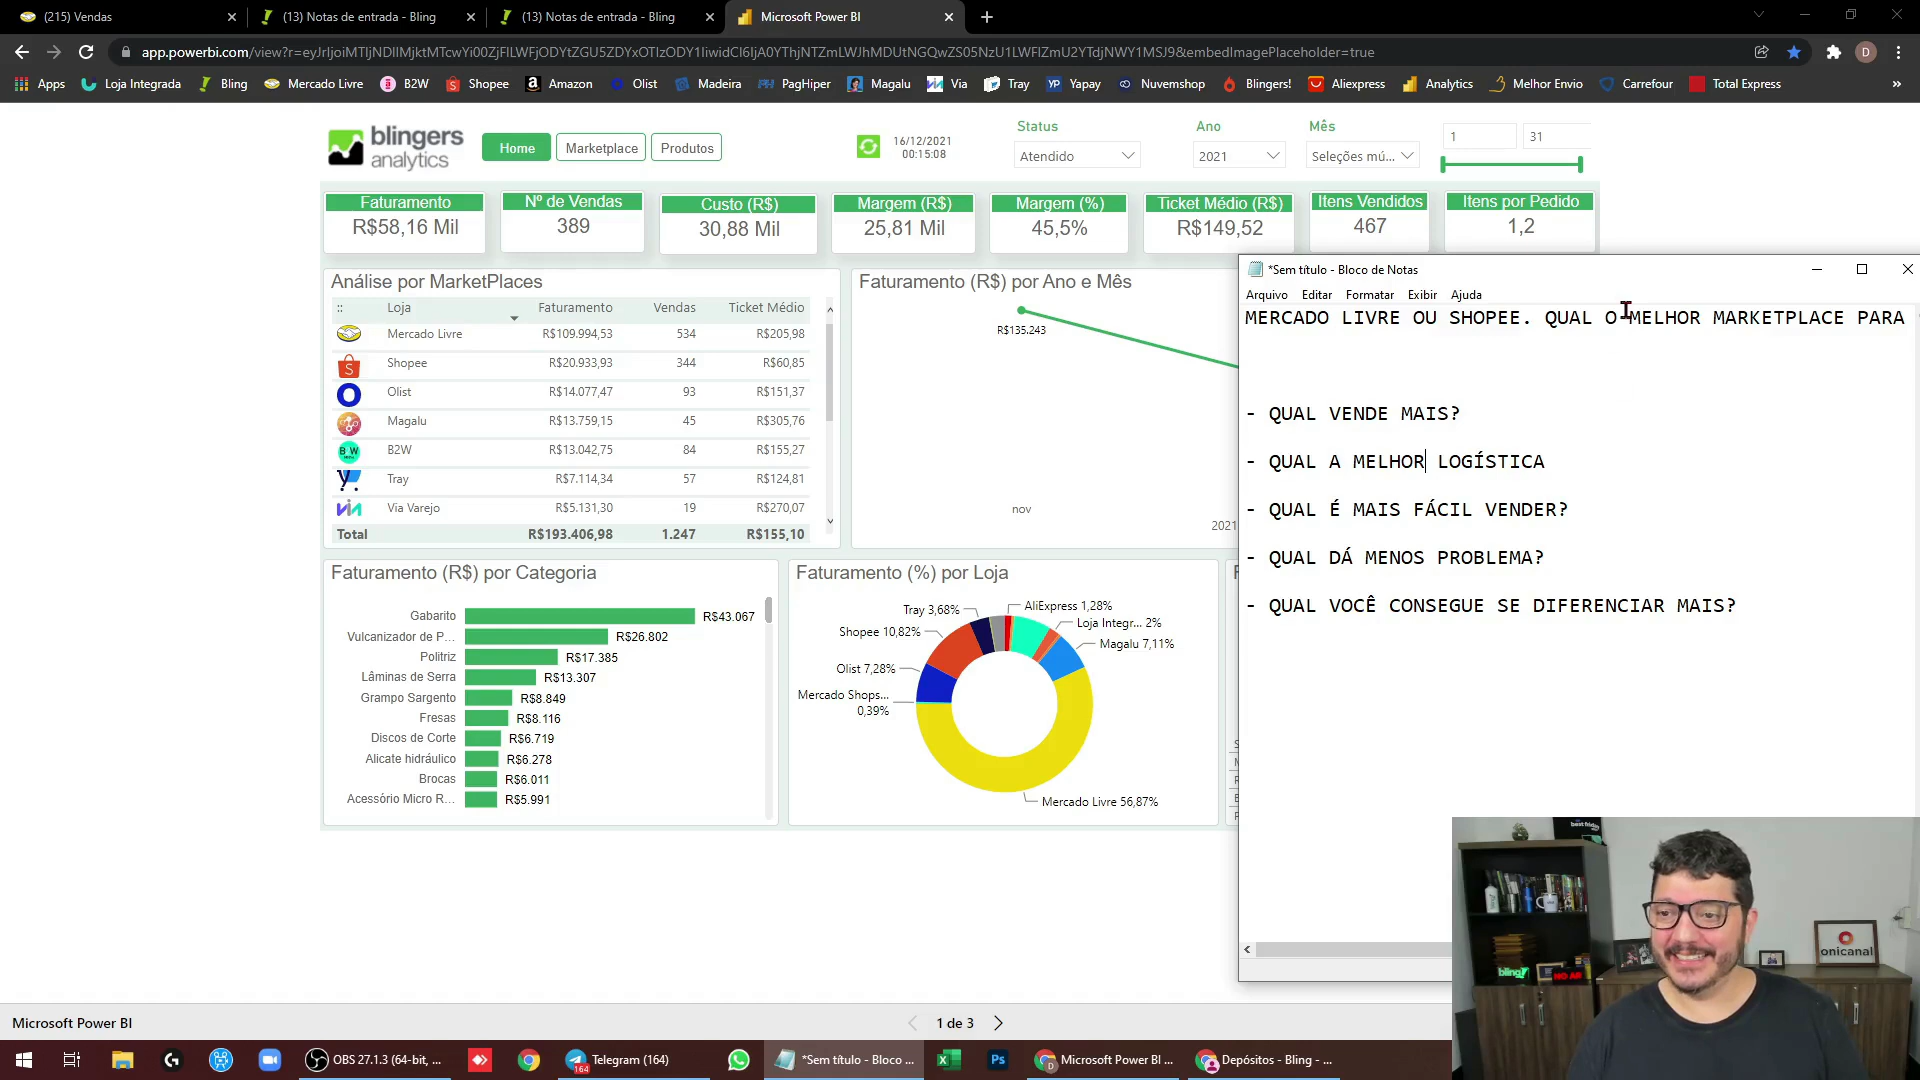 (215) Vendas
(13) Notas de entrada - Bling
(13) Notas de entrada - Bling
Microsoft Power BI
app.powerbi.com/view?r=
&embedImagePlaceholder=true
D
Apps
Loja Integrada
Bling
Mercado Livre
B2W
Shopee
Amazon
Olist
Madeira
PagHiper
Magalu
Via
Tray
Yapay
Nuvemshop
Blingers!
Aliexpress
Analytics
Melhor Envio
Carrefour
Total Express
blingers
analytics
Home
Marketplace
Produtos
16/12/2021
00:15:08
Status
Atendido
Ano
2021
Mês
Seleções mú...
1
31
Faturamento
R$58,16 Mil
Nº de Vendas
389
Custo (R$)
30,88 Mil
Margem (R$)
25,81 Mil
Margem (%)
45,5%
Ticket Médio (R$)
R$149,52
Itens Vendidos
467
Itens por Pedido
1,2
Análise por MarketPlaces
:: Loja Faturamento Vendas Ticket Médio
Mercado Livre R$109.994,53 534 R$205,98
Shopee R$20.933,93 344 R$60,85
Olist R$14.077,47 93 R$151,37
Magalu R$13.759,15 45 R$305,76
B2W R$13.042,75 84 R$155,27
Tray R$7.114,34 57 R$124,81
Via Varejo R$5.131,30 19 R$270,07
Total R$193.406,98 1.247 R$155,10
Faturamento (R$) por Ano e Mês
R$135.243
nov
2021
*Sem título - Bloco de Notas
Arquivo Editar Formatar Exibir Ajuda
MERCADO LIVRE OU SHOPEE. QUAL O MELHOR MARKETPLACE PARA
- QUAL VENDE MAIS?
- QUAL A MELHOR LOGÍSTICA
- QUAL É MAIS FÁCIL VENDER?
- QUAL DÁ MENOS PROBLEMA?
- QUAL VOCÊ CONSEGUE SE DIFERENCIAR MAIS?
Faturamento (R$) por Categoria
Gabarito R$43.067
Vulcanizador de P... R$26.802
Politriz R$17.385
Lâminas de Serra R$13.307
Grampo Sargento R$8.849
Fresas R$8.116
Discos de Corte R$6.719
Alicate hidráulico R$6.278
Brocas R$6.011
Acessório Micro R... R$5.991
Faturamento (%) por Loja
AliExpress 1,28%
Tray 3,68%
Loja Integr... 2%
Shopee 10,82%
Magalu 7,11%
Olist 7,28%
Mercado Shops...
0,39%
Mercado Livre 56,87%
best friday
bling!
NO AR
onicanal
Microsoft Power BI
1 de 3
OBS 27.1.3 (64-bit, ...
164
Telegram (164)
*Sem título - Bloco ...
Ps
Microsoft Power BI ...
Depósitos - Bling - ...